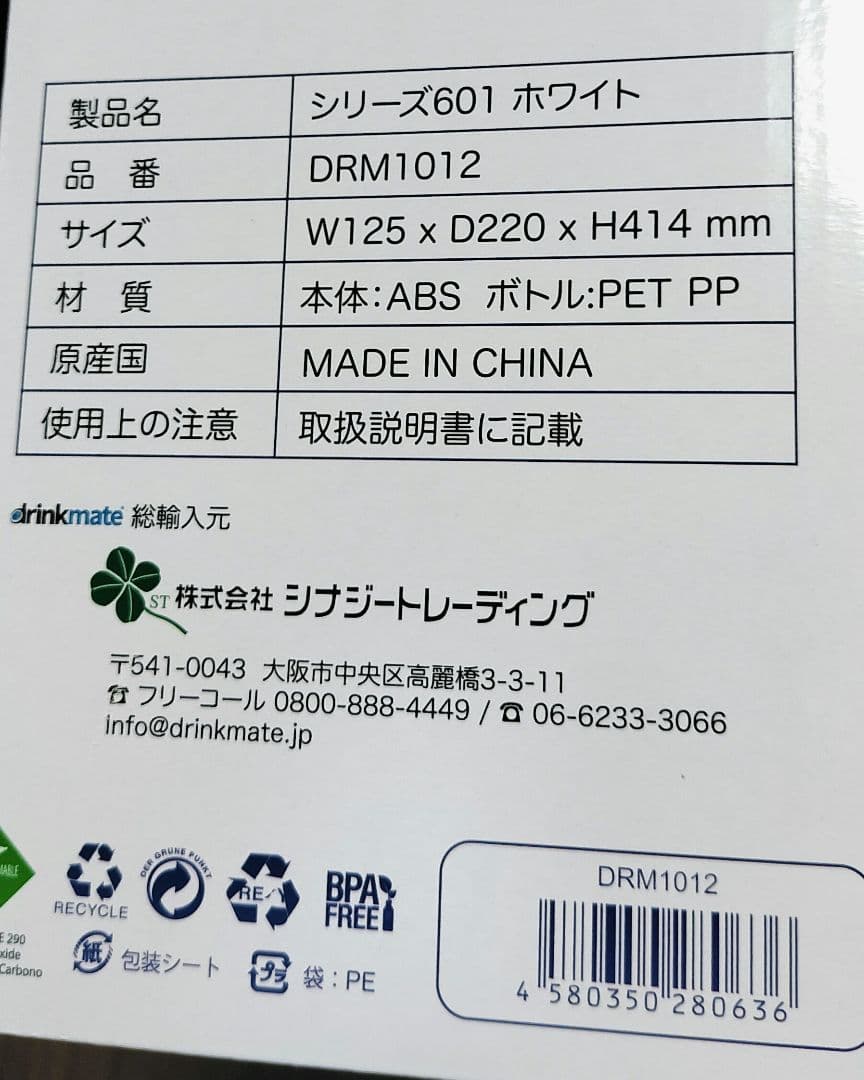 製品名 シリーズ601 ホワイト
品 番 DRM1012
サイズ W125 x D220 x H414 mm
材 質 本体:ABS ボトル:PET PP
原産国 MADE IN CHINA
使用上の注意 取扱説明書に記載
drinkmate 総輸入元
ST 株式会社 シナジートレーディング
〒541-0043 大阪市中央区高麗橋3-3-11
☎ フリーコール 0800-888-4449 / ☎ 06-6233-3066
info@drinkmate.jp
RECYCLE
DER GRÜNE PUNKT
RE
BPA FREE
E 290
Carbono
紙 包装シート
プラ 袋:PE
DRM1012
4 580350 280636